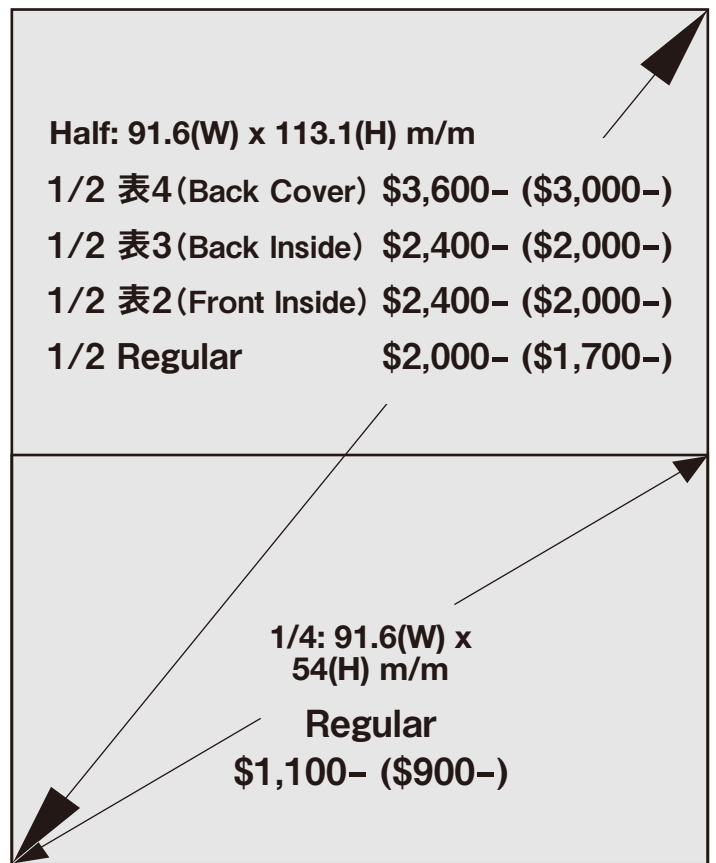 Half: 91.6(W) x 113.1(H) m/m
1/2 表4(Back Cover) $3,600– ($3,000–)
1/2 表3(Back Inside) $2,400– ($2,000–)
1/2 表2(Front Inside) $2,400– ($2,000–)
1/2 Regular $2,000– ($1,700–)
1/4: 91.6(W) x
54(H) m/m
Regular
$1,100– ($900–)